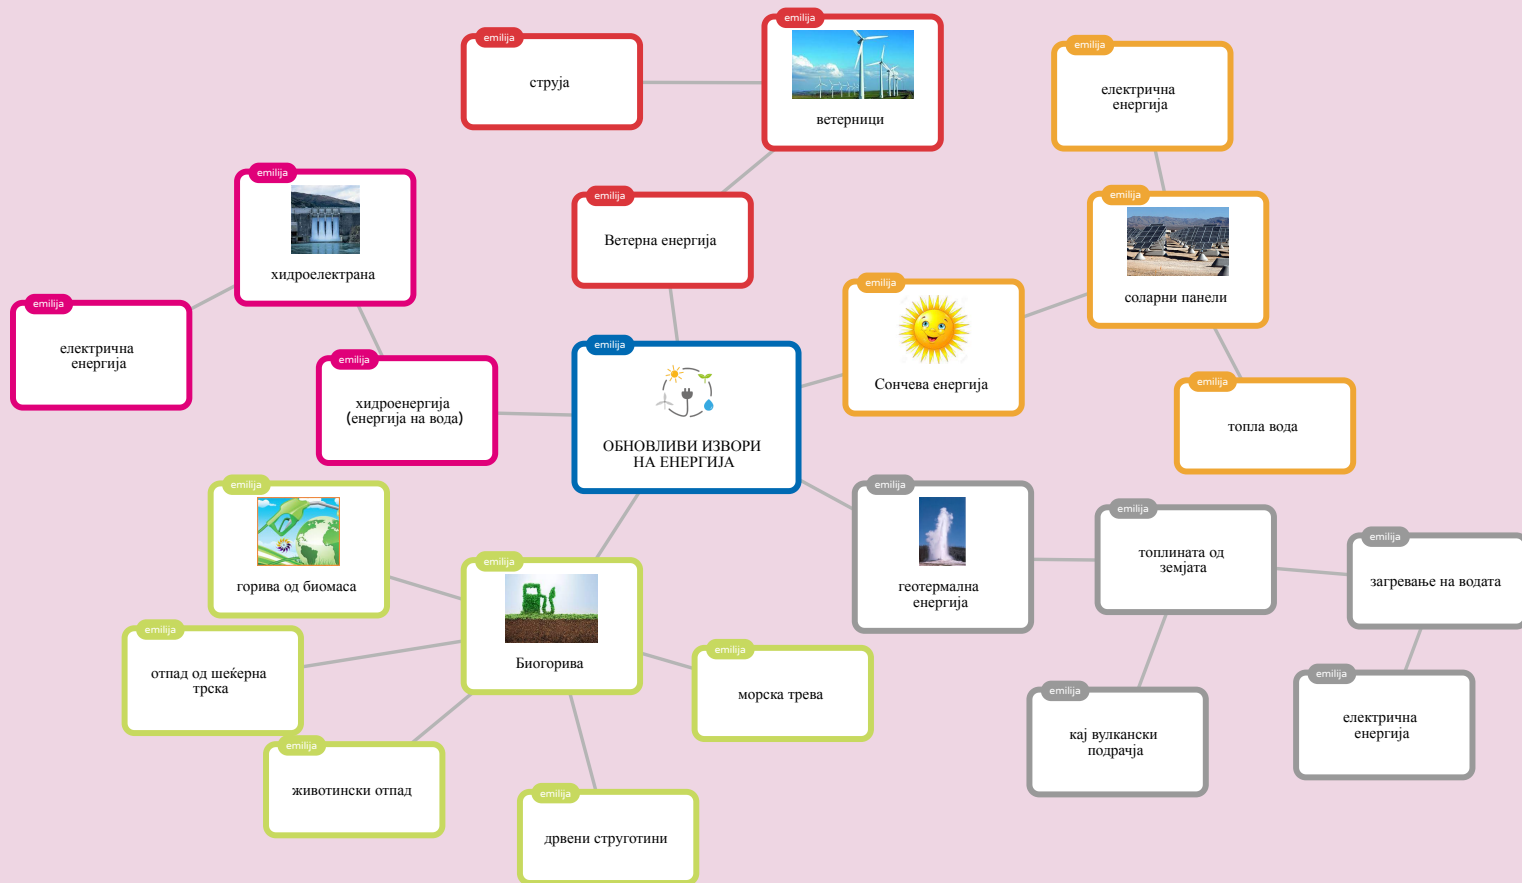 emilija
струја
emilija
ветерници
emilija
електрична
енергија
emilija
хидроелектрана
emilija
Ветерна енергија
emilija
соларни панели
emilija
електрична
енергија
emilija
Сончева енергија
emilija
хидроенергија
(енергија на вода)
emilija
ОБНОВЛИВИ ИЗВОРИ
НА ЕНЕРГИЈА
emilija
топла вода
emilija
горива од биомаса
emilija
Биогорива
emilija
геотермална
енергија
emilija
топлината од
земјата
emilija
загревање на водата
emilija
отпад од шеќерна
трска
emilija
морска трева
emilija
кај вулкански
подрачја
emilija
електрична
енергија
emilija
животински отпад
emilija
дрвени струготини